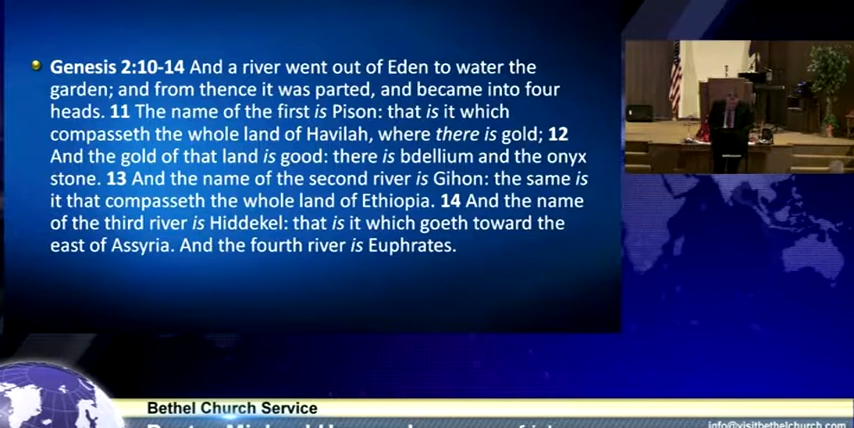 Genesis 2:10-14 And a river went out of Eden to water the
garden; and from thence it was parted, and became into four
heads. 11 The name of the first is Pison: that is it which
compasseth the whole land of Havilah, where there is gold; 12
And the gold of that land is good: there is bdellium and the onyx
stone. 13 And the name of the second river is Gihon: the same is
it that compasseth the whole land of Ethiopia. 14 And the name
of the third river is Hiddekel: that is it which goeth toward the
east of Assyria. And the fourth river is Euphrates.
Bethel Church Service
info@visitbethelchurch.com